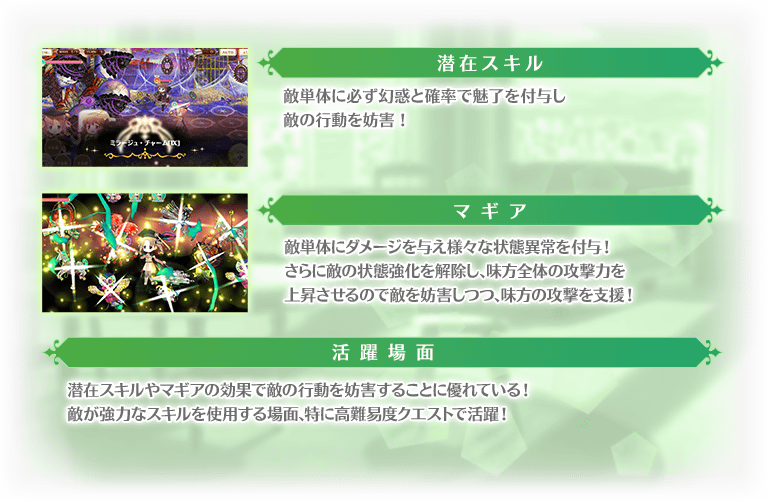 潜在スキル
敵単体に必ず幻惑と確率で魅了を付与し
敵の行動を妨害！
ミラージュ・チャーム[Ⅸ]
マギア
敵単体にダメージを与え様々な状態異常を付与！
さらに敵の状態強化を解除し、味方全体の攻撃力を
上昇させるので敵を妨害しつつ、味方の攻撃を支援！
活躍場面
潜在スキルやマギアの効果で敵の行動を妨害することに優れている！
敵が強力なスキルを使用する場面、特に高難易度クエストで活躍！